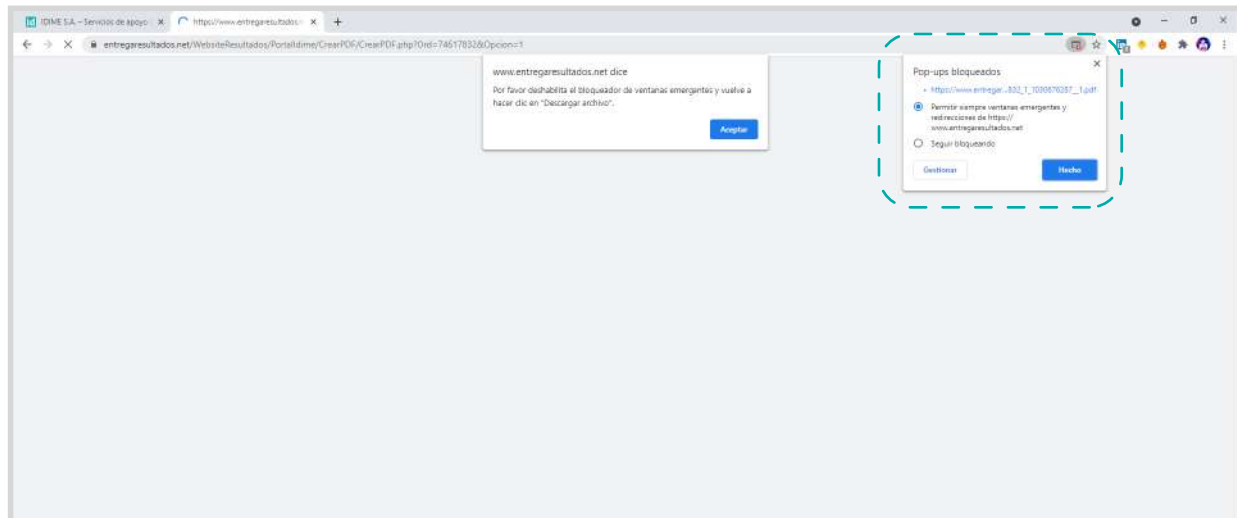 IDIME S.A. – Servicios de apoyo
https://www.entregaresultados
entregaresultados.net/WebsiteResultados/PortalIdime/CrearPDF/CrearPDF.php?Ord=74617832&Opcion=1
www.entregaresultados.net dice
Por favor deshabilita el bloqueador de ventanas emergentes y vuelve a
hacer clic en "Descargar archivo".
Aceptar
Pop-ups bloqueados
Permitir siempre ventanas emergentes y
redirecciones de https://
www.entregaresultados.net
Seguir bloqueando
Gestionar
Hecho